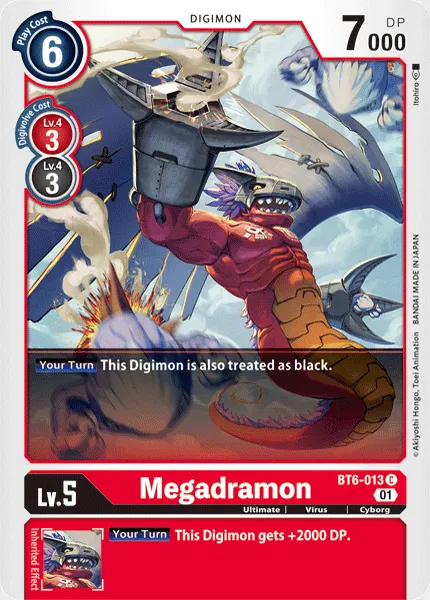 DIGIMON
Play Cost
6
7000
DP
Digivolve Cost
Lv.4
3
Lv.4
3
Itohiro
©Akiyoshi Hongo, Toei Animation BANDAI MADE IN JAPAN
Your Turn This Digimon is also treated as black.
Lv.5
Megadramon
BT6-013 C
01
Ultimate | Virus | Cyborg
Inherited Effect
Your Turn This Digimon gets +2000 DP.